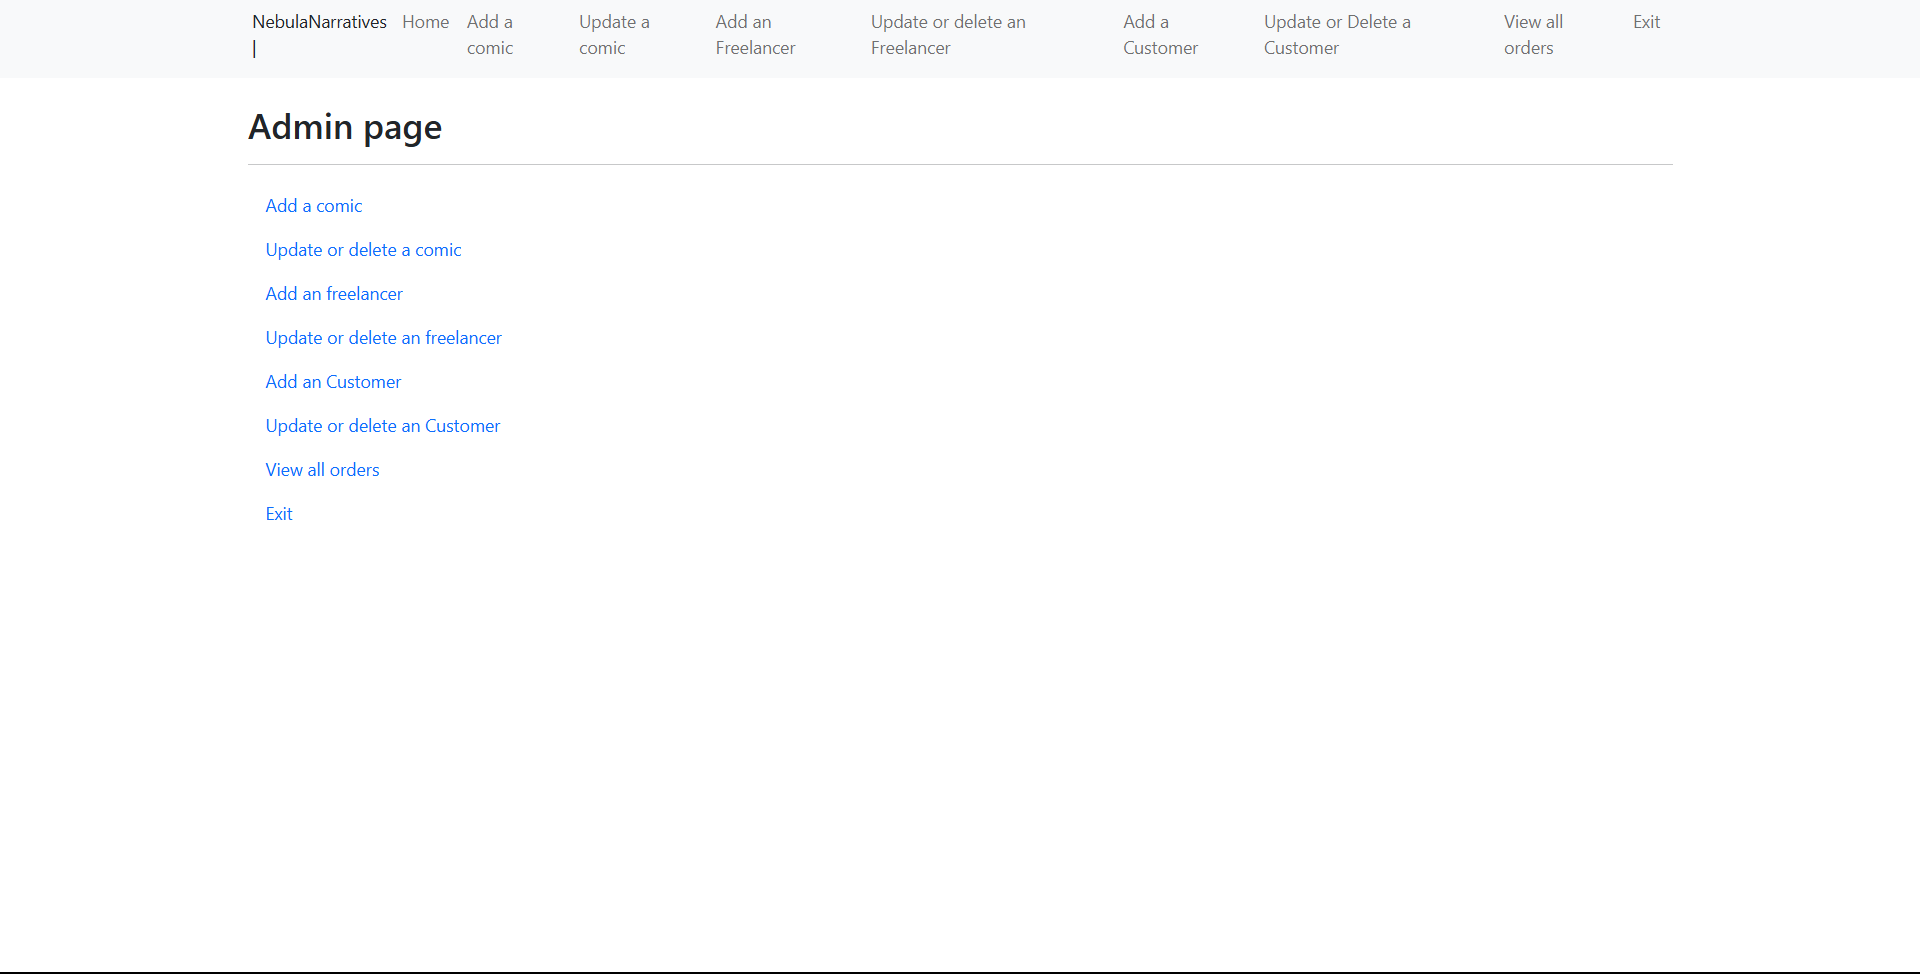 NebulaNarratives
|
Home
Add a
comic
Update a
comic
Add an
Freelancer
Update or delete an
Freelancer
Add a
Customer
Update or Delete a
Customer
View all
orders
Exit
Admin page
Add a comic
Update or delete a comic
Add an freelancer
Update or delete an freelancer
Add an Customer
Update or delete an Customer
View all orders
Exit